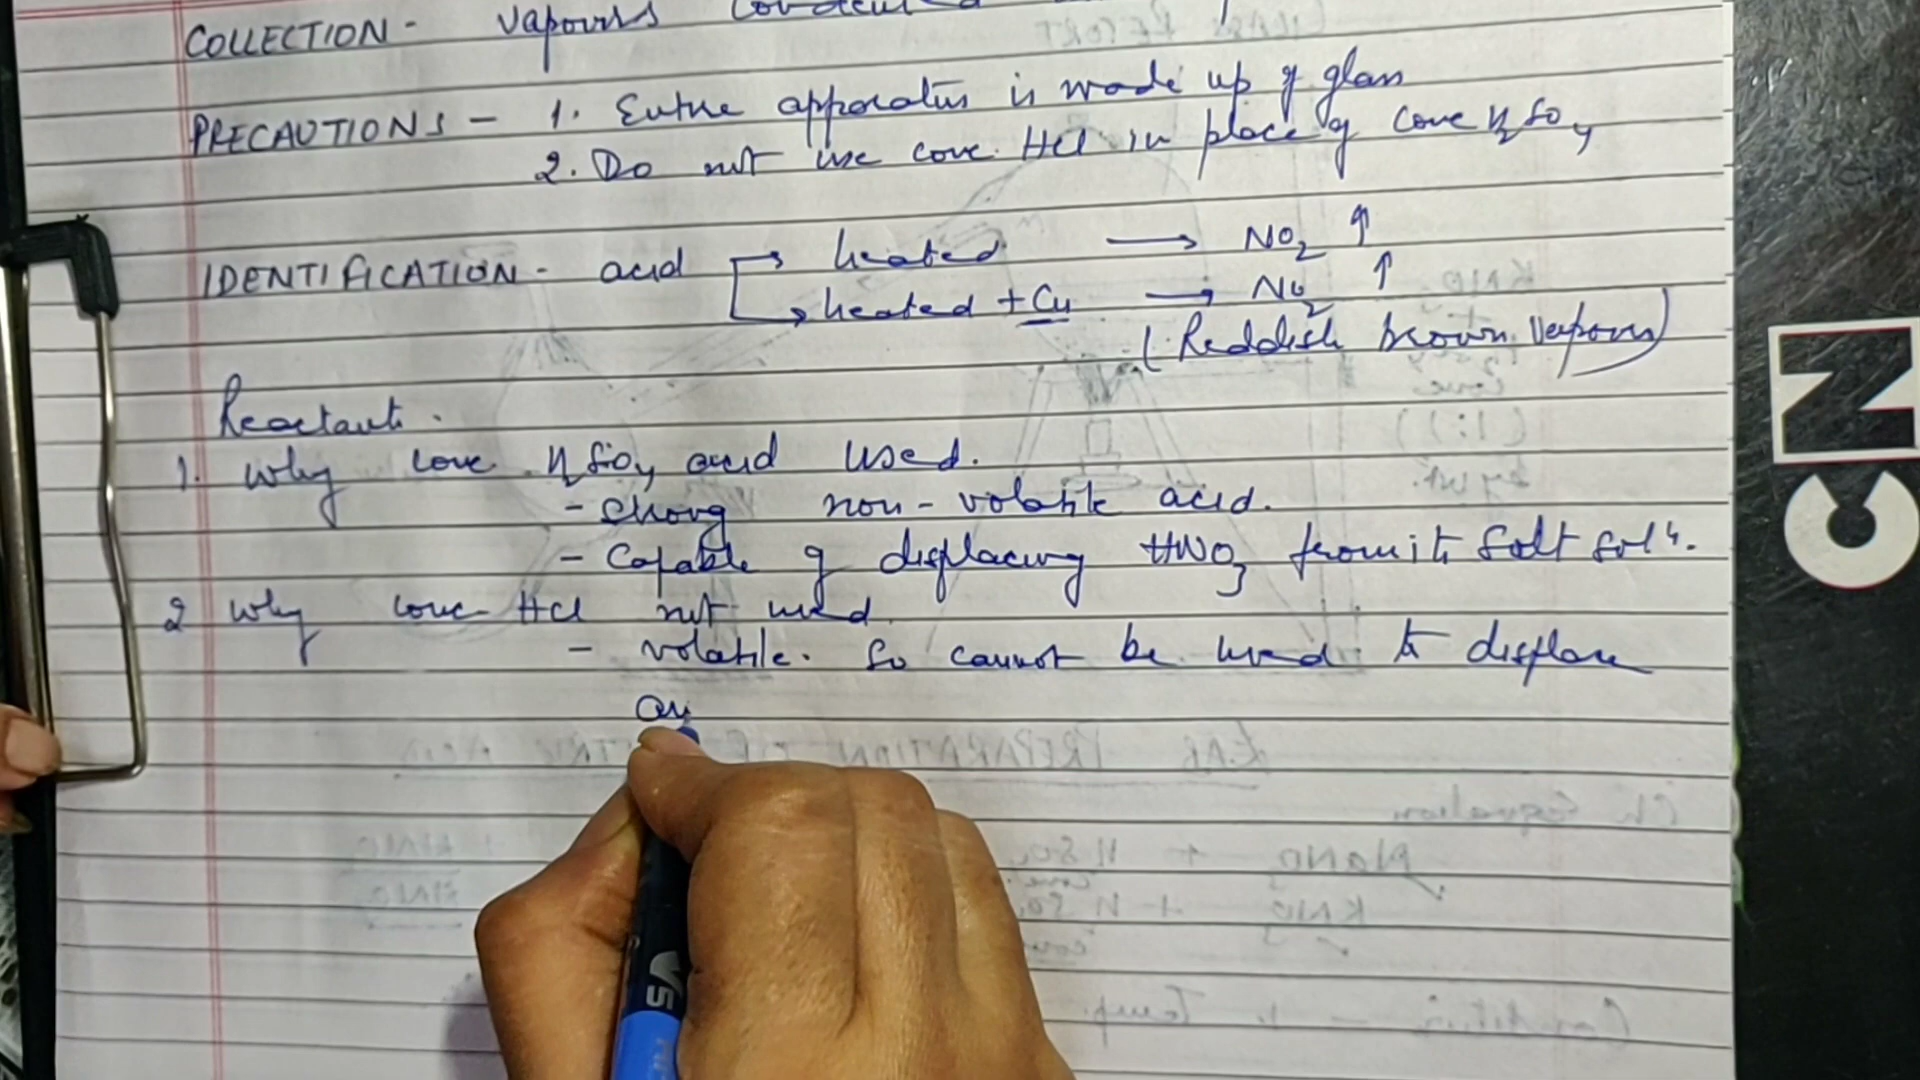 COLLECTION - Vapours
PRECAUTIONS - 1. Entire apparatus is made up of glass
2. Do not use conc. HCl in place of conc H2SO4
IDENTIFICATION - acid → heated → NO2 ↑
→ heated + Cu → NO2 ↑
(Reddish brown vapours)
Reactant.
1. Why conc H2SO4 acid used.
- Strong non-volatile acid.
- Capable of displacing HNO3 from its salt soln.
2 Why conc HCl not used.
- volatile. So cannot be used to displace
CN
V5